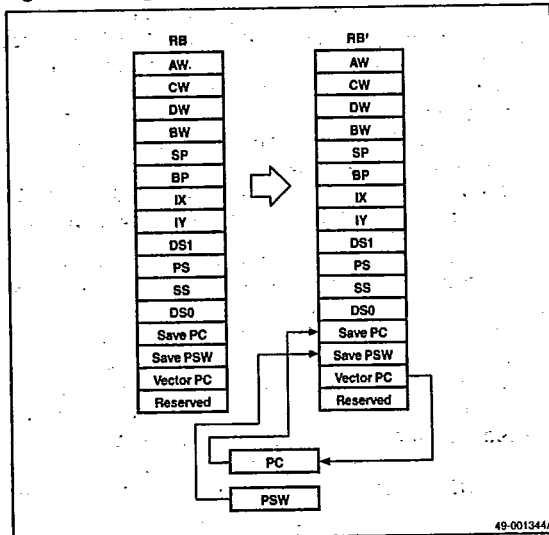 RB
AW
CW
DW
BW
SP
BP
IX
IY
DS1
PS
SS
DS0
Save PC
Save PSW
Vector PC
Reserved
RB'
AW
CW
DW
BW
SP
BP
IX
IY
DS1
PS
SS
DS0
Save PC
Save PSW
Vector PC
Reserved
PC
PSW
49-001344A